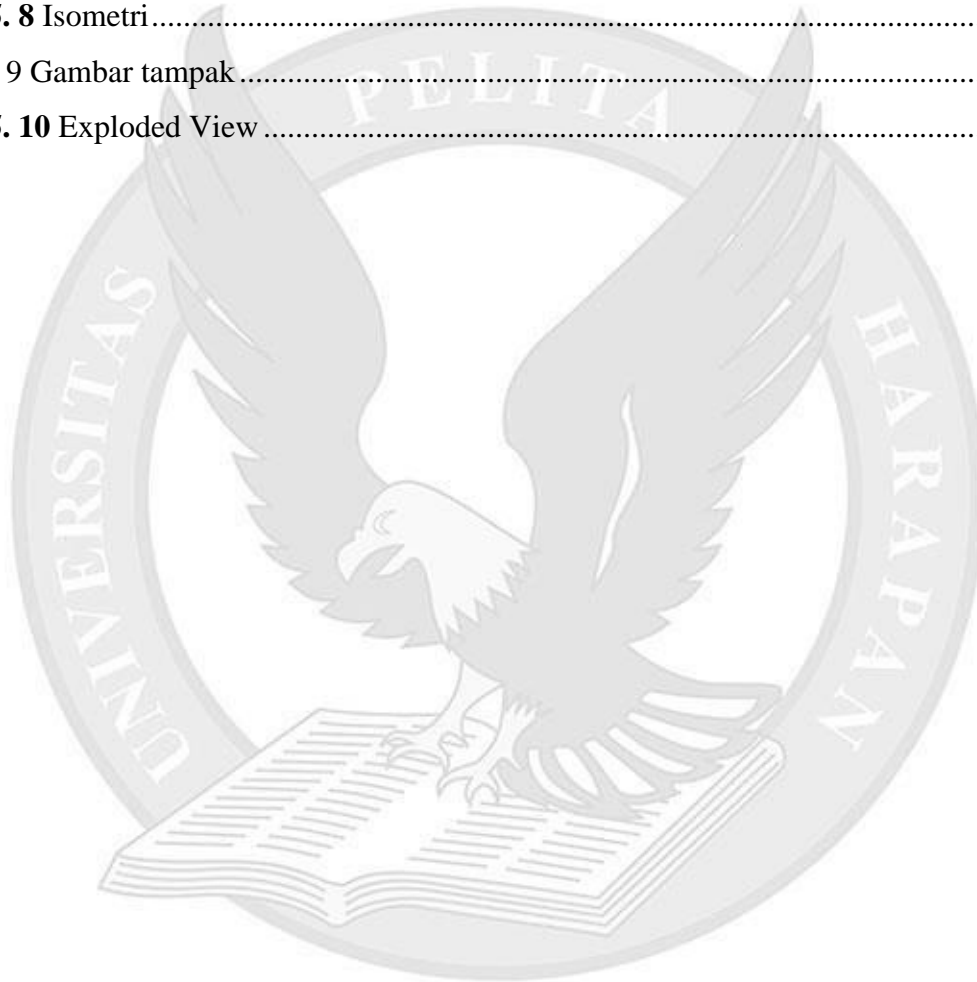 . 8 Isometri
9 Gambar tampak
. 10 Exploded View
UNIVERSITAS PELITA HARAPAN